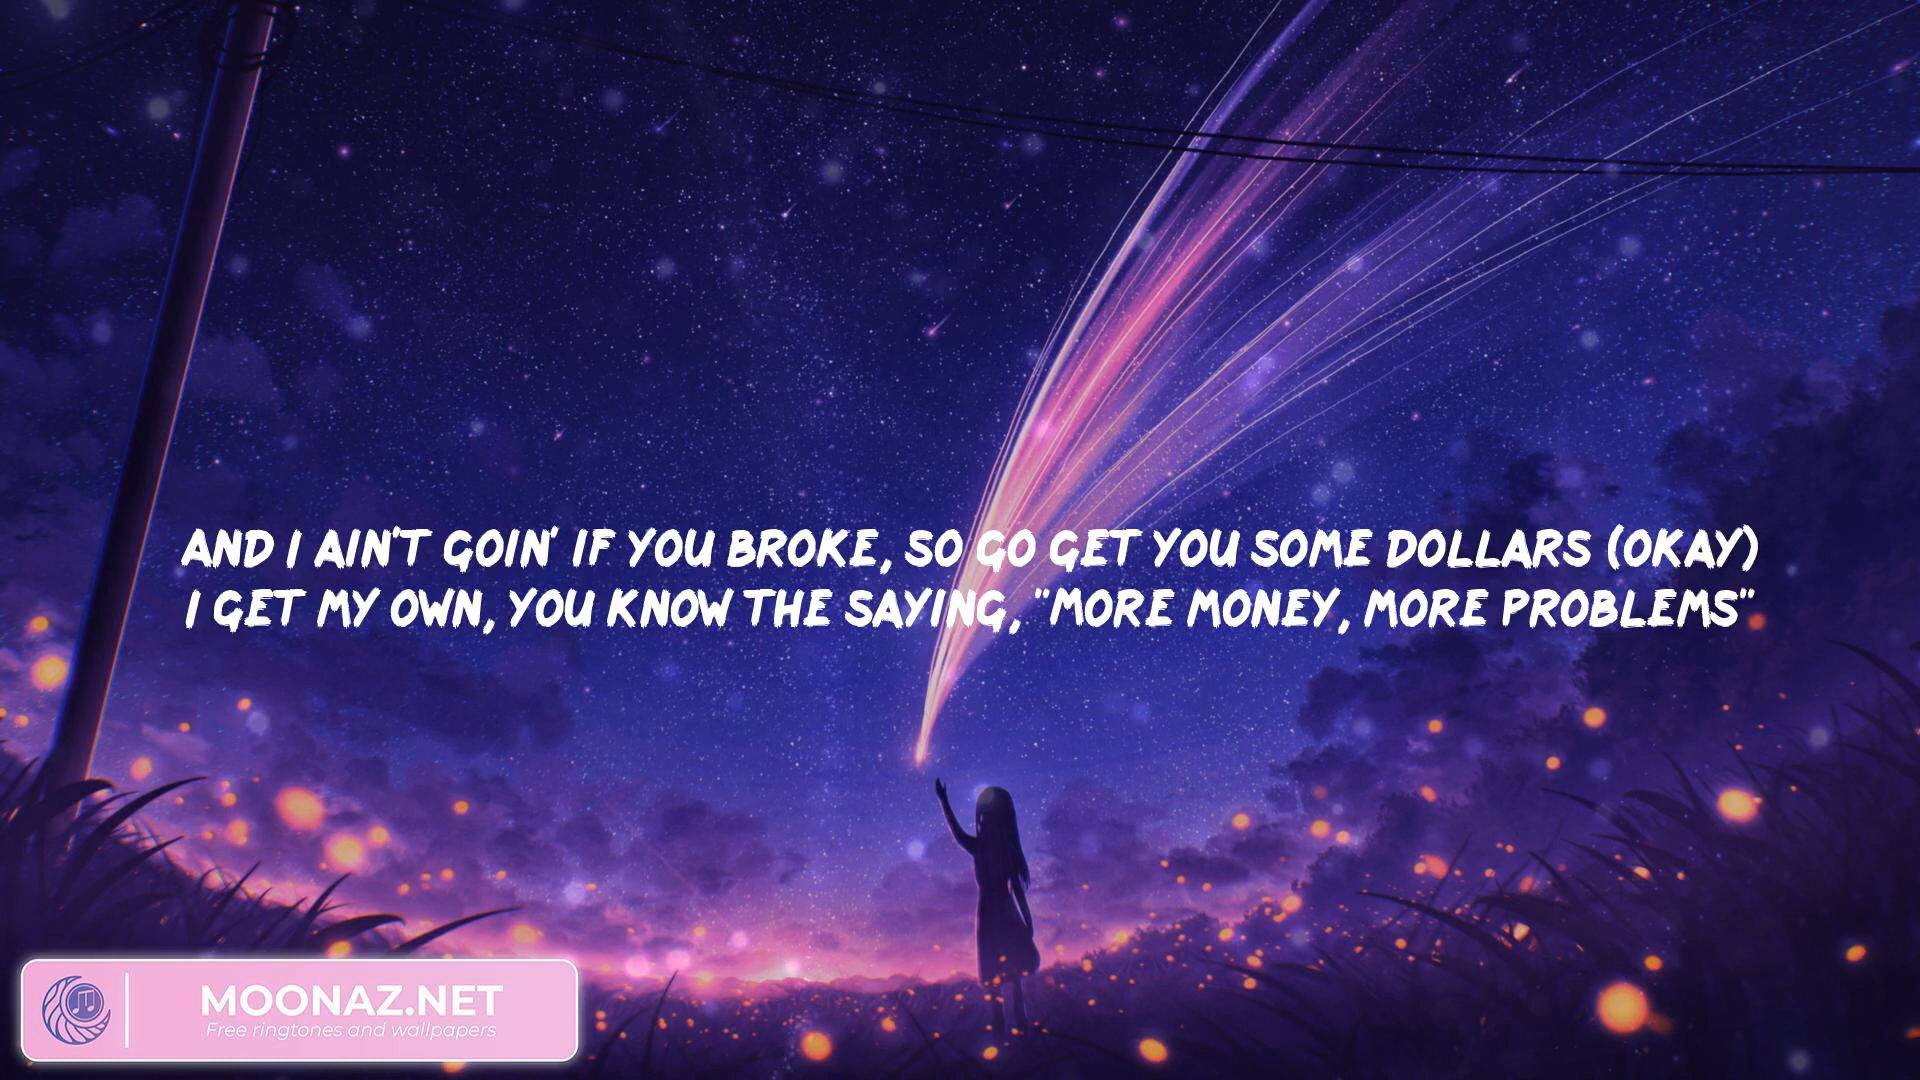 AND I AIN'T GOIN' IF YOU BROKE, SO GO GET YOU SOME DOLLARS (OKAY)
I GET MY OWN, YOU KNOW THE SAYING, "MORE MONEY, MORE PROBLEMS"
MOONAZ.NET
Free ringtones and wallpapers